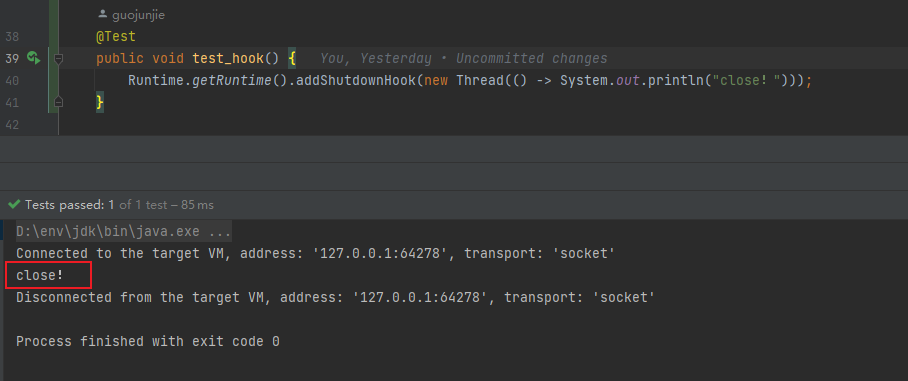 guojunjie
38 @Test
39 public void test_hook() { You, Yesterday • Uncommitted changes
40 Runtime.getRuntime().addShutdownHook(new Thread(() -> System.out.println("close！")));
41 }
42
Tests passed: 1 of 1 test – 85 ms
D:\env\jdk\bin\java.exe ...
Connected to the target VM, address: '127.0.0.1:64278', transport: 'socket'
close！
Disconnected from the target VM, address: '127.0.0.1:64278', transport: 'socket'
Process finished with exit code 0